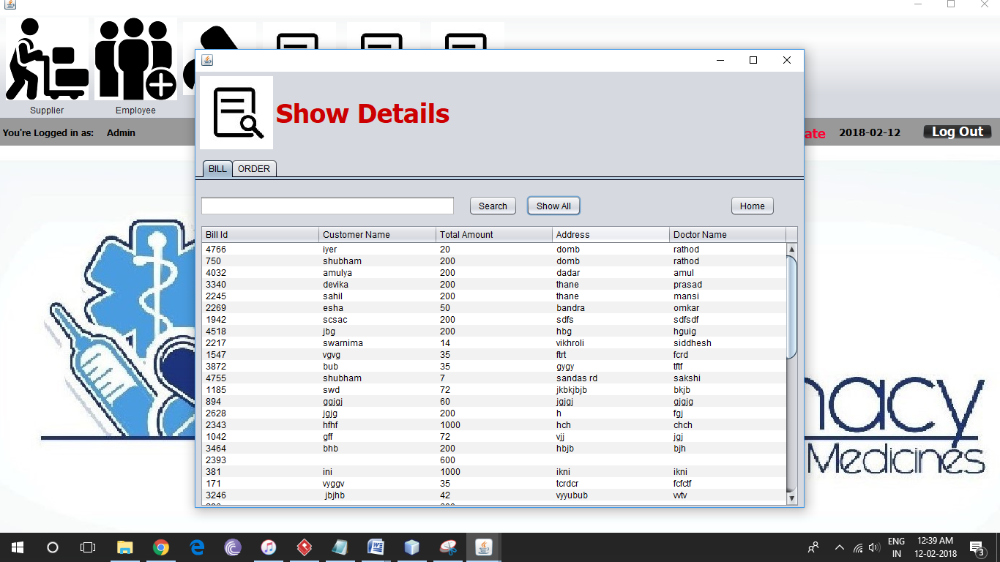 Supplier Employee
You're Logged in as: Admin
2018-02-12 Log Out
Show Details
BILL ORDER
Search Show All Home
Bill Id Customer Name Total Amount Address Doctor Name
4766 iyer 20 domb rathod
750 shubham 200 domb rathod
4032 amulya 200 dadar amul
3340 devika 200 thane prasad
2245 sahil 200 thane mansi
2269 esha 50 bandra omkar
1942 scsac 200 sdfs sdfsdf
4518 jbg 200 hbg hguig
2217 swarnima 14 vikhroli siddhesh
1547 vgvg 35 ftrt fcrd
3872 bub 35 gygy tftf
4755 shubham 7 sandas rd sakshi
1185 swd 72 jkbkjbjb bkjb
894 ggjgj 60 jgjgj gjgjg
2628 jgjg 200 h fgj
2343 hfhf 1000 hch chch
1042 gff 72 vjj jgj
3464 bhb 200 hbjb bjh
2393 600
381 ini 1000 ikni ikni
171 vyggv 35 tcrdcr fcfctf
3246 jbjhb 42 vyyubub vvtv
macy
Medicines
ENG 12:39 AM
IN 12-02-2018
3